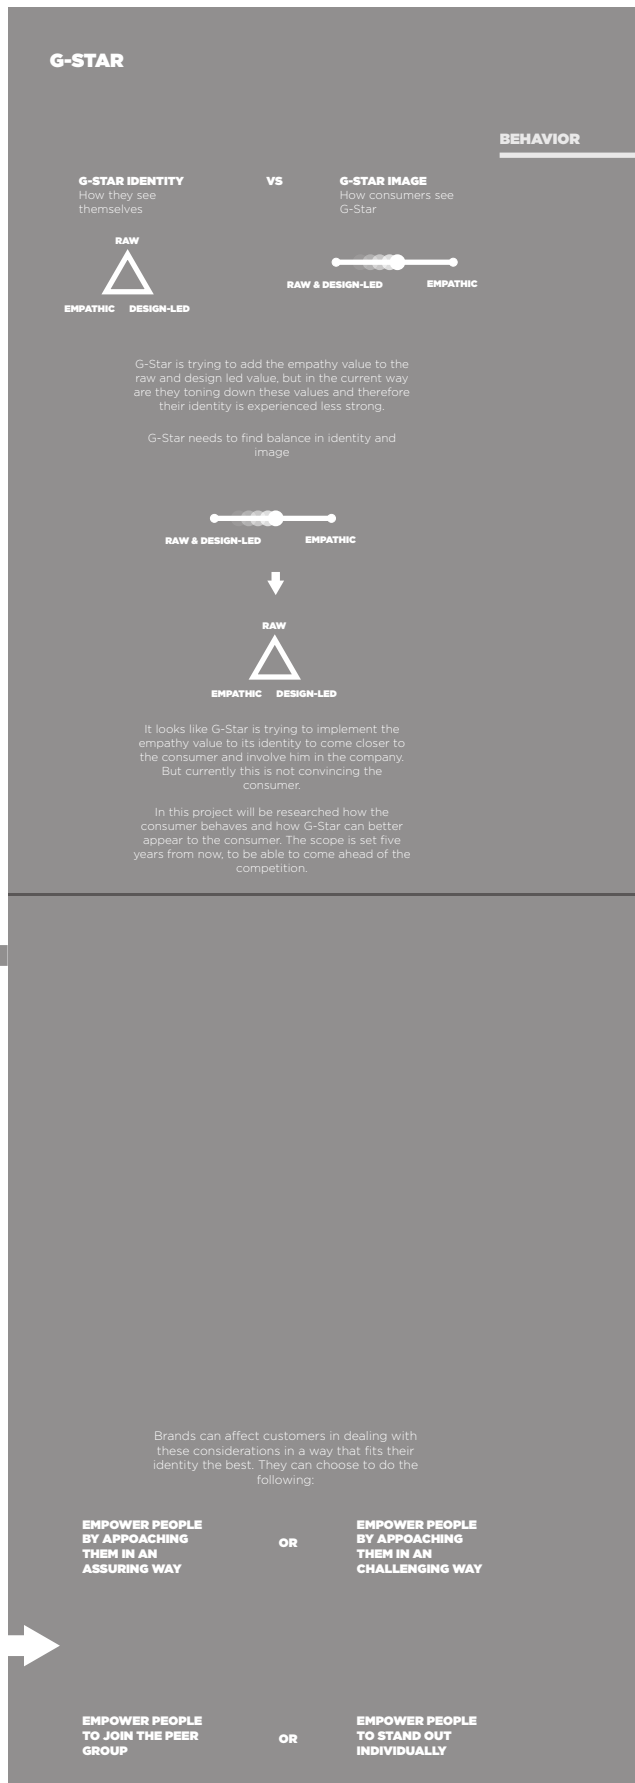 G-STAR
BEHAVIOR
G-STAR IDENTITY
How they see
themselves
VS
G-STAR IMAGE
How consumers see
G-Star
RAW
EMPATHIC DESIGN-LED
RAW & DESIGN-LED EMPATHIC
G-Star is trying to add the empathy value to the
raw and design led value, but in the current way
are they toning down these values and therefore
their identity is experienced less strong.
G-Star needs to find balance in identity and
image
RAW & DESIGN-LED EMPATHIC
RAW
EMPATHIC DESIGN-LED
It looks like G-Star is trying to implement the
empathy value to its identity to come closer to
the consumer and involve him in the company.
But currently this is not convincing the
consumer.
In this project will be researched how the
consumer behaves and how G-Star can better
appear to the consumer. The scope is set five
years from now, to be able to come ahead of the
competition.
Brands can affect customers in dealing with
these considerations in a way that fits their
identity the best. They can choose to do the
following:
EMPOWER PEOPLE
BY APPOACHING
THEM IN AN
ASSURING WAY
OR
EMPOWER PEOPLE
BY APPOACHING
THEM IN AN
CHALLENGING WAY
EMPOWER PEOPLE
TO JOIN THE PEER
GROUP
OR
EMPOWER PEOPLE
TO STAND OUT
INDIVIDUALLY